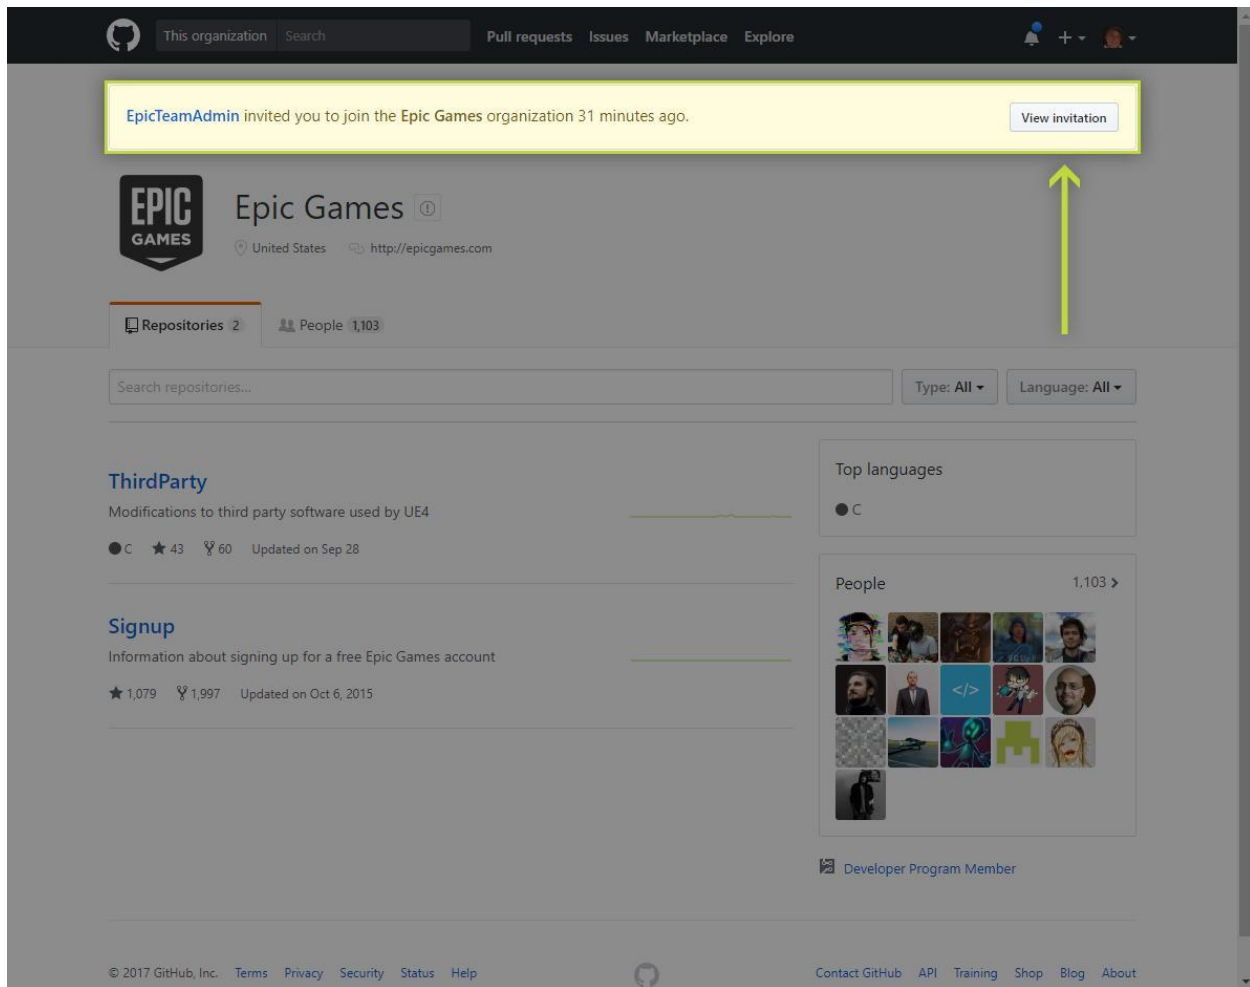 This organization Search Pull requests Issues Marketplace Explore
EpicTeamAdmin invited you to join the Epic Games organization 31 minutes ago. View invitation
EPIC
GAMES
Epic Games
United States http://epicgames.com
Repositories 2 People 1,103
Search repositories... Type: All Language: All
ThirdParty
Modifications to third party software used by UE4
C 43 60 Updated on Sep 28
Signup
Information about signing up for a free Epic Games account
1,079 1,997 Updated on Oct 6, 2015
Top languages
C
People 1,103
</>
Developer Program Member
© 2017 GitHub, Inc. Terms Privacy Security Status Help Contact GitHub API Training Shop Blog About